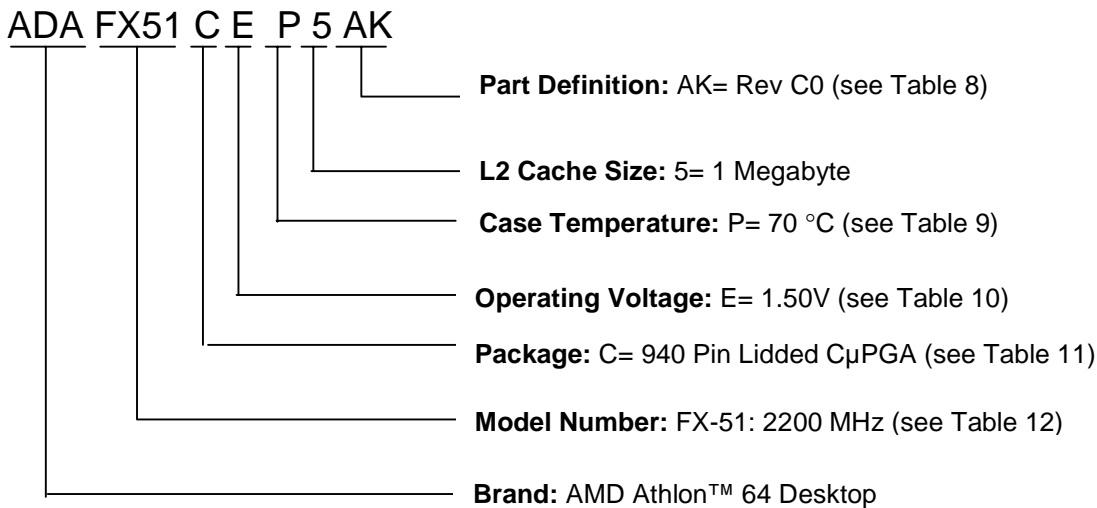 ADA FX51 C E P 5 AK
Part Definition: AK= Rev C0 (see Table 8)
L2 Cache Size: 5= 1 Megabyte
Case Temperature: P= 70 °C (see Table 9)
Operating Voltage: E= 1.50V (see Table 10)
Package: C= 940 Pin Lidded CµPGA (see Table 11)
Model Number: FX-51: 2200 MHz (see Table 12)
Brand: AMD Athlon™ 64 Desktop